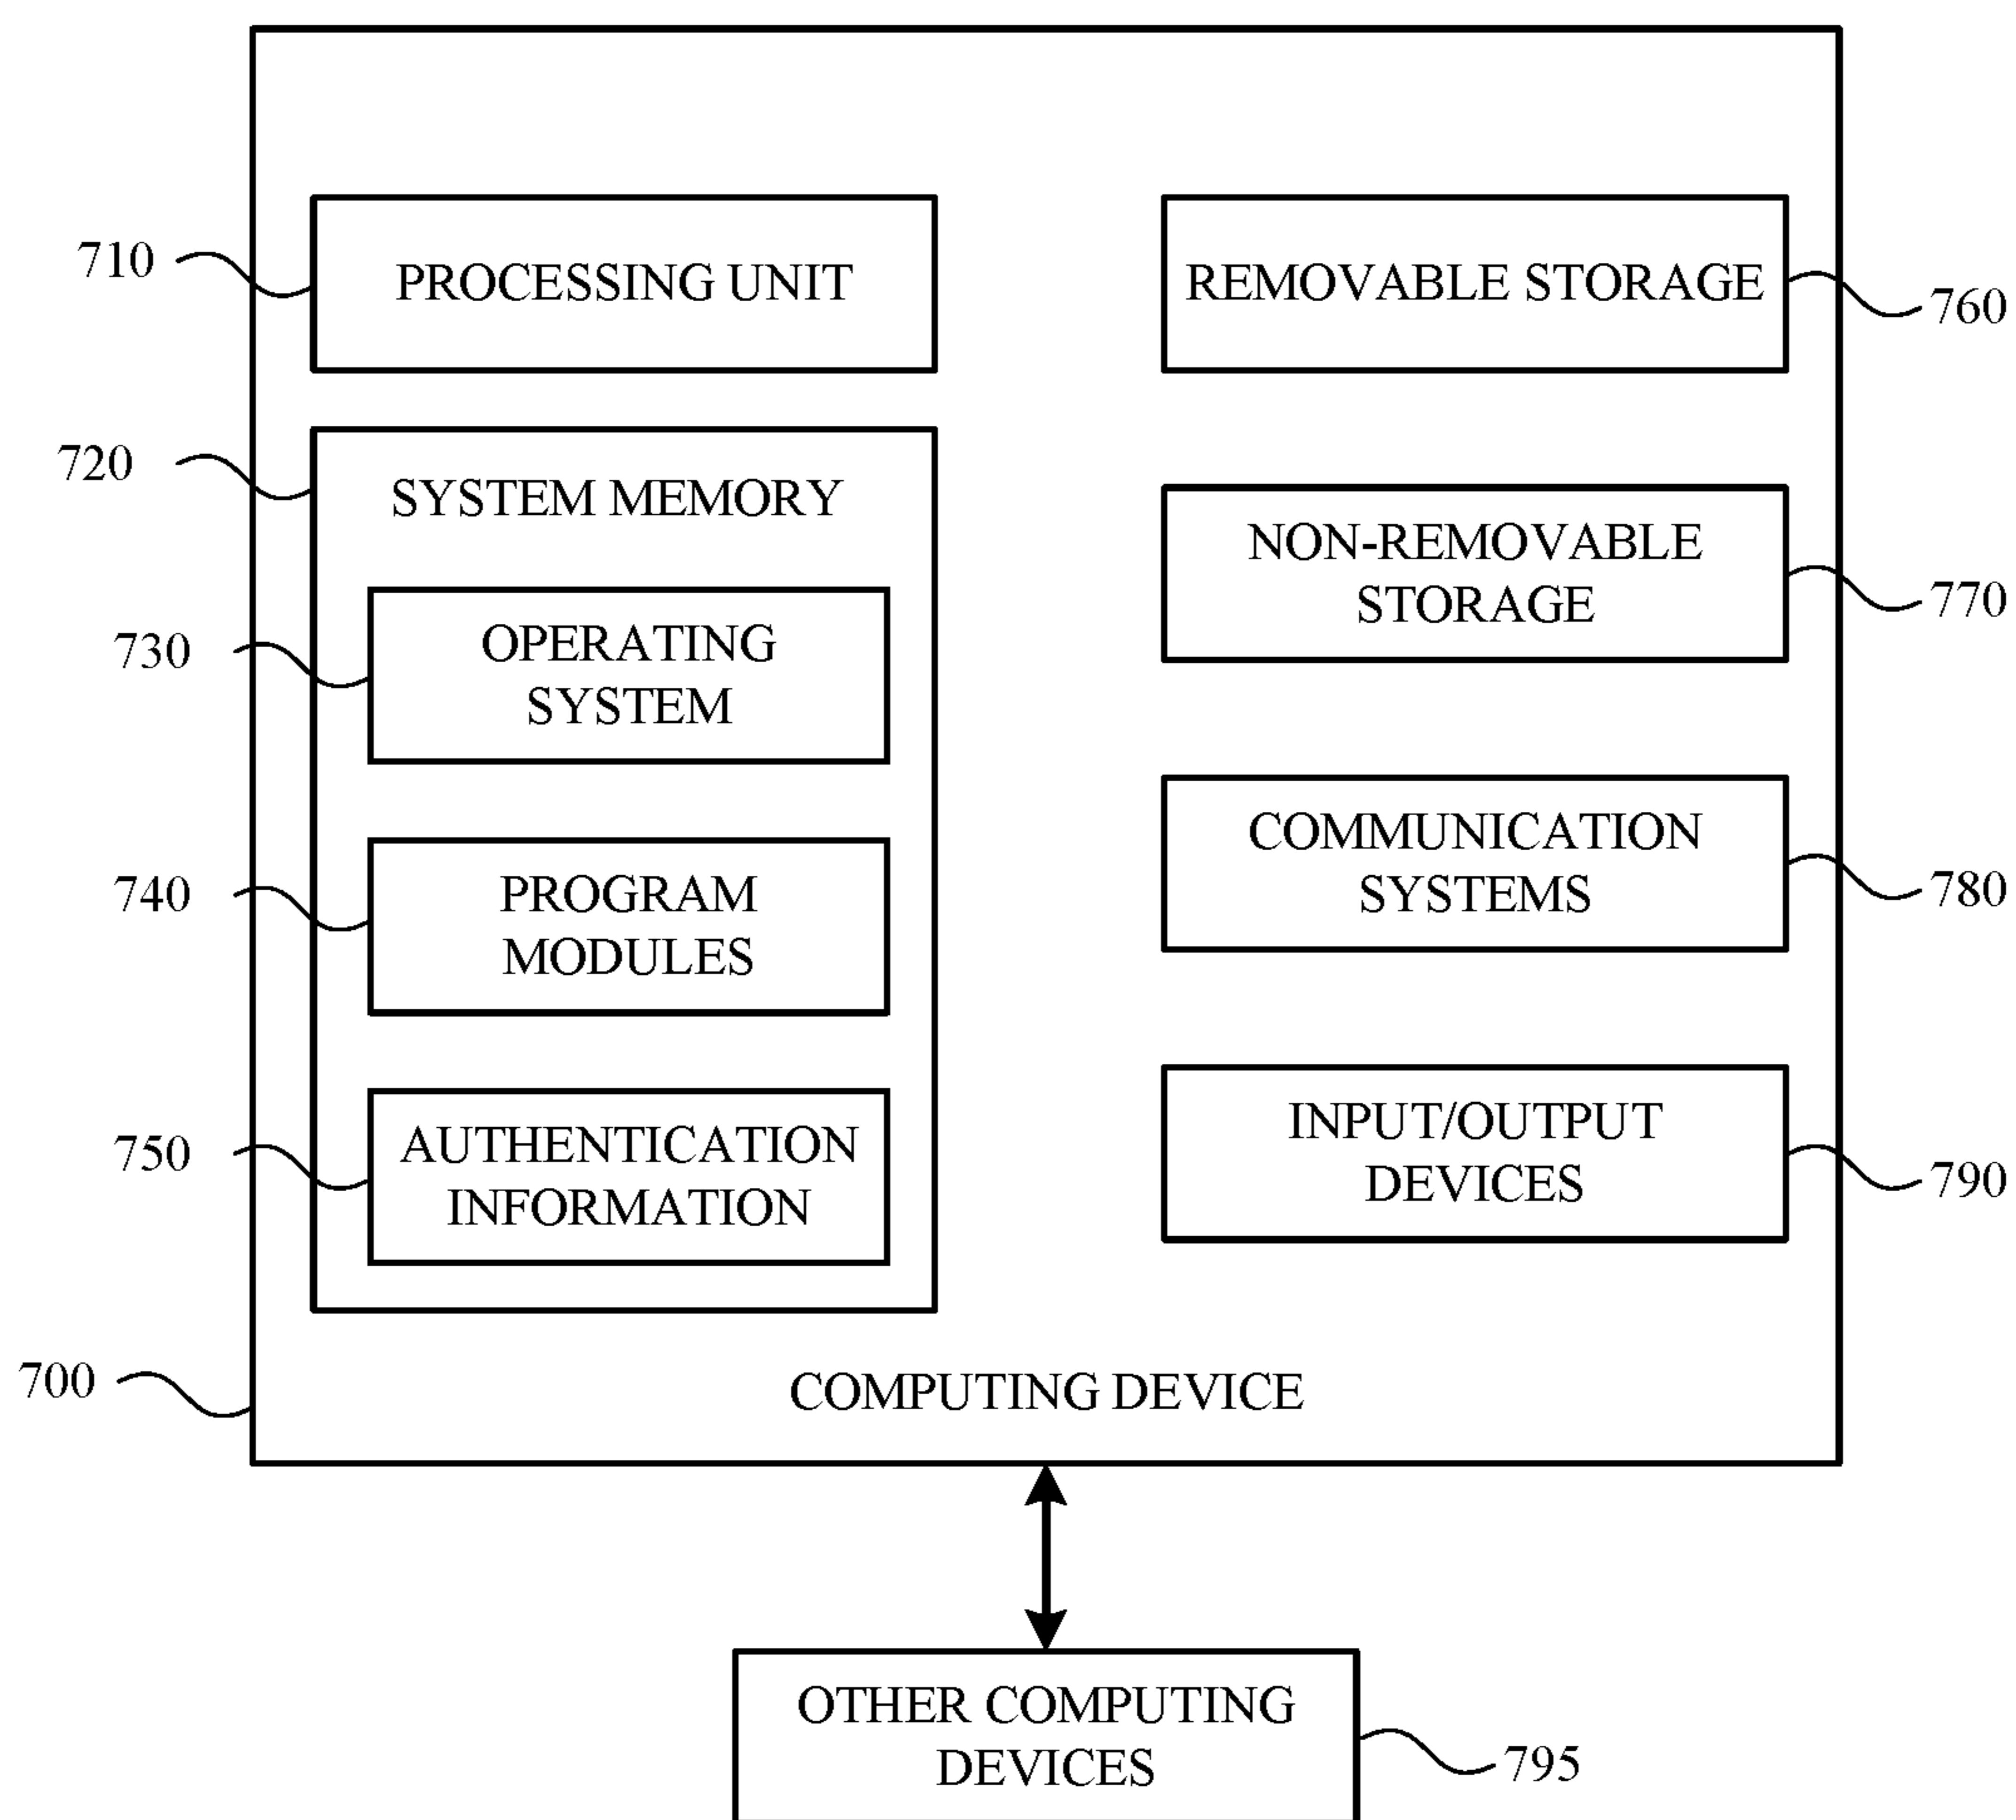 710
PROCESSING UNIT
REMOVABLE STORAGE
760
720
SYSTEM MEMORY
NON-REMOVABLE
STORAGE
770
730
OPERATING
SYSTEM
740
PROGRAM
MODULES
COMMUNICATION
SYSTEMS
780
750
AUTHENTICATION
INFORMATION
INPUT/OUTPUT
DEVICES
790
700
COMPUTING DEVICE
OTHER COMPUTING
DEVICES
795